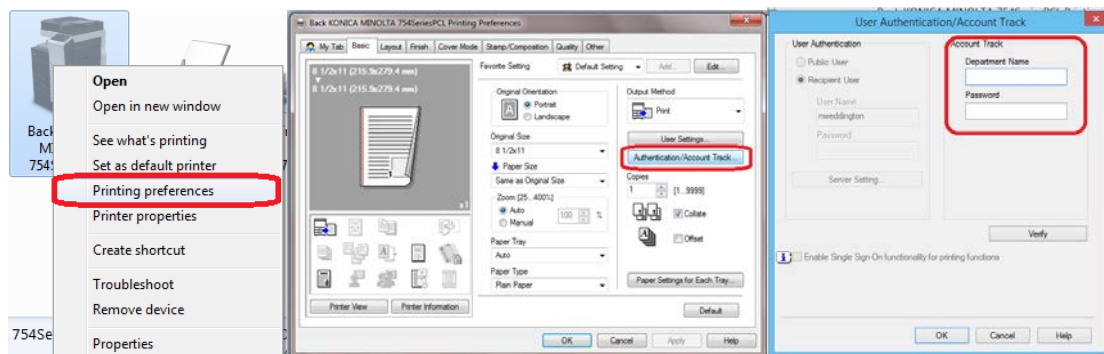 Back
754S
754Se
Open
Open in new window
See what's printing
Set as default printer
Printing preferences
Printer properties
Create shortcut
Troubleshoot
Remove device
Properties
Back KONICA MINOLTA 754SeriesPCL Printing Preferences
My Tab Basic Layout Finish Cover Mode Stamp/Composition Quality Other
8 1/2x11 (215.9x279.4 mm)
8 1/2x11 (215.9x279.4 mm)
x1
Printer View Printer Information
Favorite Setting Default Setting Add... Edit...
Original Orientation
A Portrait
Landscape
Original Size
8 1/2x11
Paper Size
Same as Original Size
Zoom [25...400%]
Auto
Manual
100 %
Paper Tray
Auto
Paper Type
Plain Paper
Output Method
Print
User Settings...
Authentication/Account Track...
Copies
1 [1..9999]
Collate
Offset
Paper Settings for Each Tray...
Default
OK Cancel Apply Help
User Authentication/Account Track
User Authentication
Public User
Recipient User
User Name
mweddington
Password
Server Setting...
Account Track
Department Name
Password
Verify
Enable Single Sign-On functionality for printing functions
OK Cancel Help